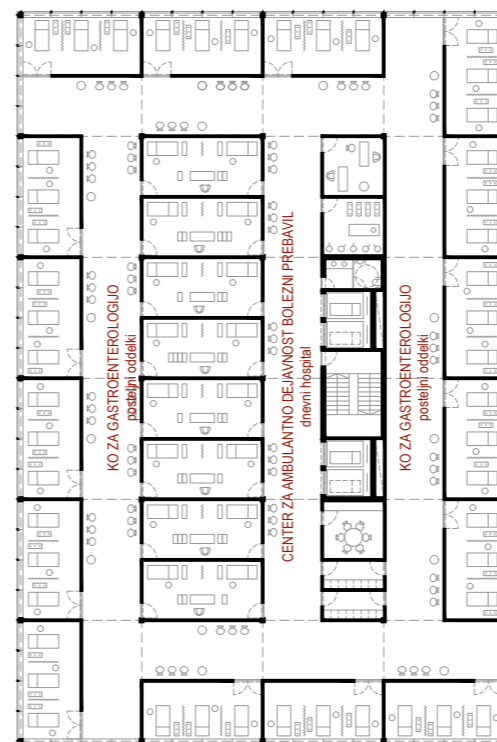 KO ZA GASTROENTEROLOGIJO
posteljni oddelki
CENTER ZA AMBULANTNO DEJAVNOST BOLEZNI PREBAVIL
dnevni hospital
KO ZA GASTROENTEROLOGIJO
posteljni oddelki